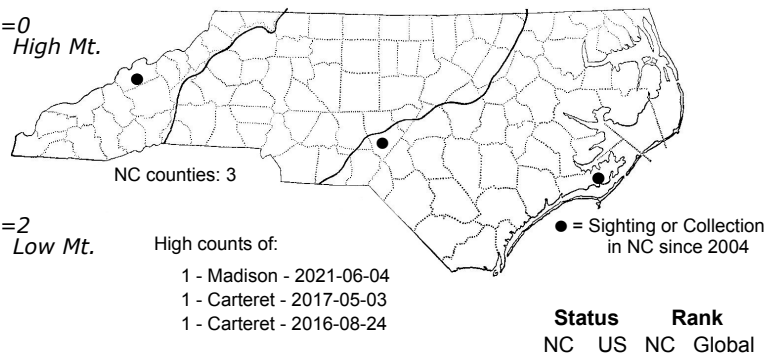 =0
High Mt.
NC counties: 3
=2
Low Mt.
High counts of:
1 - Madison - 2021-06-04
1 - Carteret - 2017-05-03
1 - Carteret - 2016-08-24
● = Sighting or Collection
in NC since 2004
Status Rank
NC US NC Global